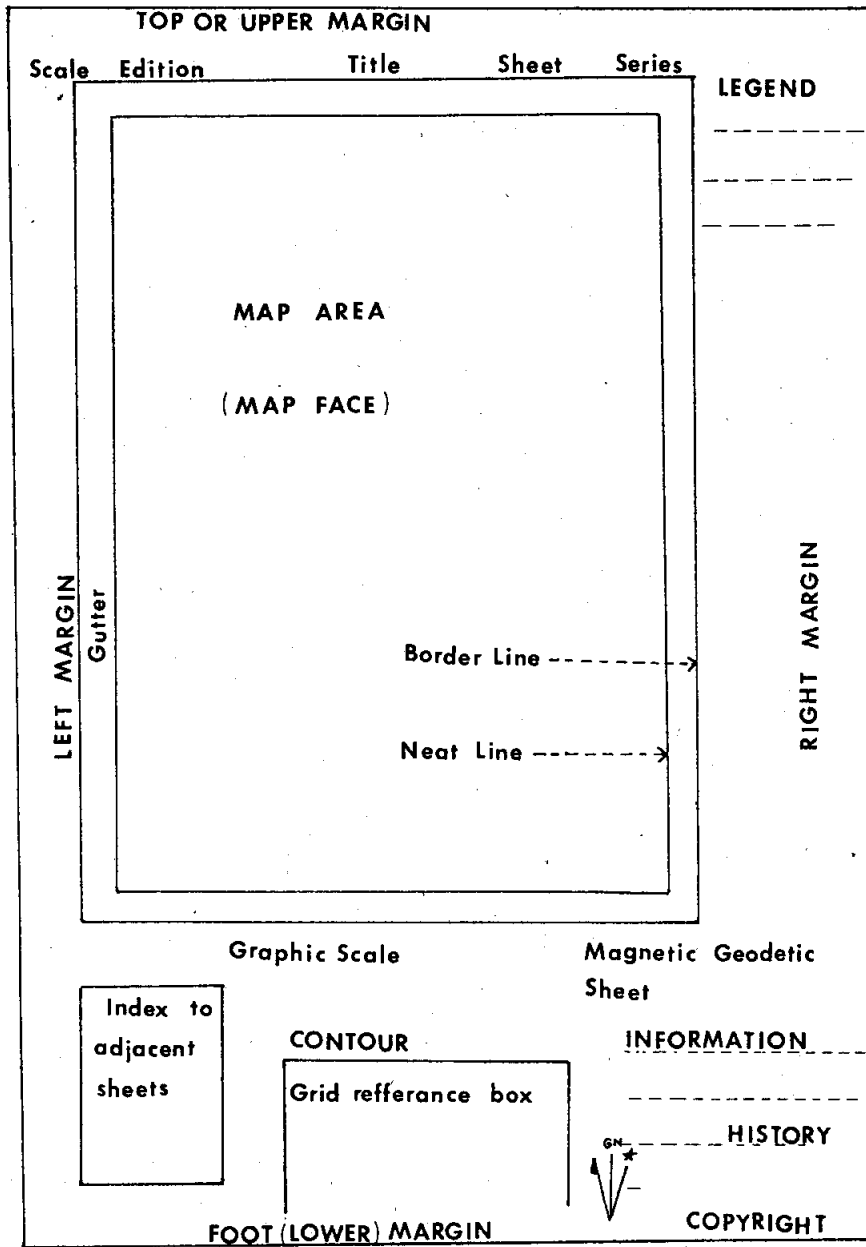 TOP OR UPPER MARGIN
Scale Edition Title Sheet Series
LEGEND
MAP AREA
(MAP FACE)
LEFT MARGIN
Gutter
Border Line
Neat Line
RIGHT MARGIN
Graphic Scale
Magnetic Geodetic
Sheet
Index to
adjacent
sheets
CONTOUR
Grid refferance box
INFORMATION
HISTORY
GN
FOOT (LOWER) MARGIN
COPYRIGHT